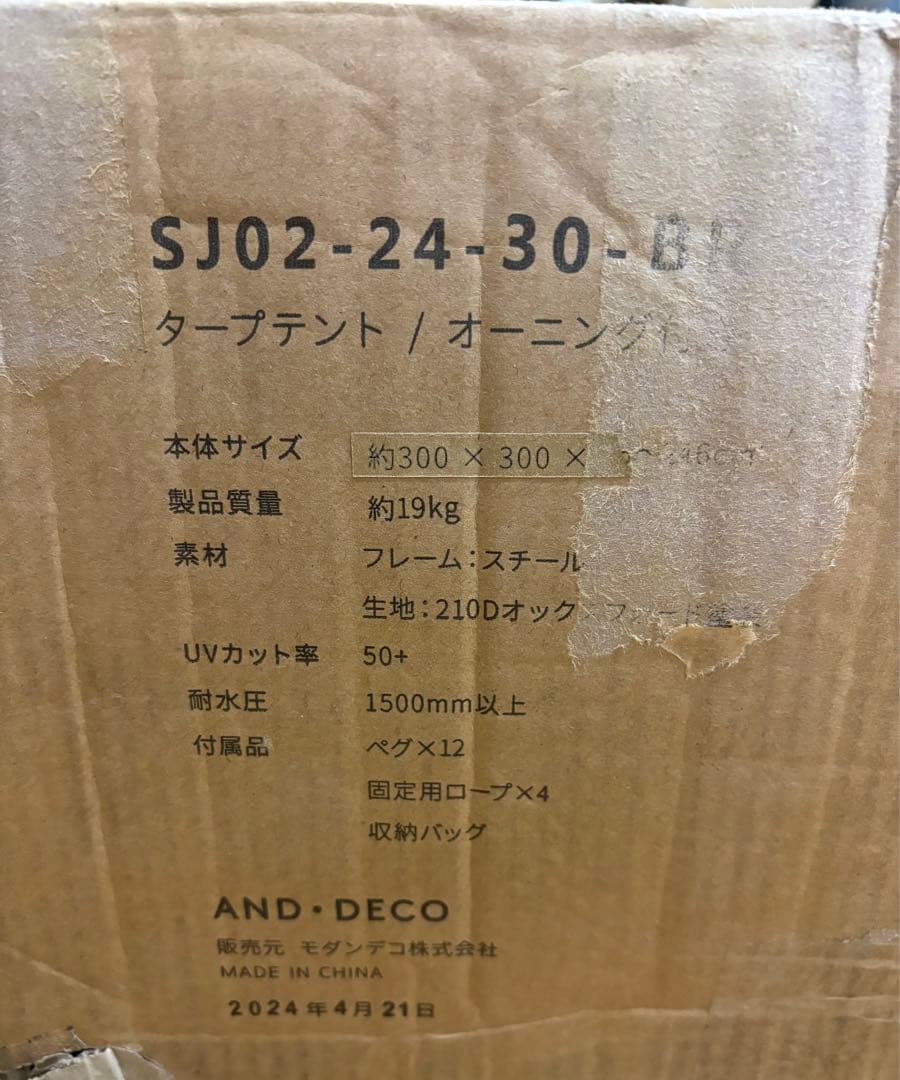 SJ02-24-30-B
タープテント / オーニング
本体サイズ 約300 × 300 ×
製品質量 約19kg
素材 フレーム：スチール
生地：210Dオック
UVカット率 50+
耐水圧 1500mm以上
付属品 ペグ×12
固定用ロープ×4
収納バッグ
AND・DECO
販売元 モダンデコ株式会社
MADE IN CHINA
2024年4月21日